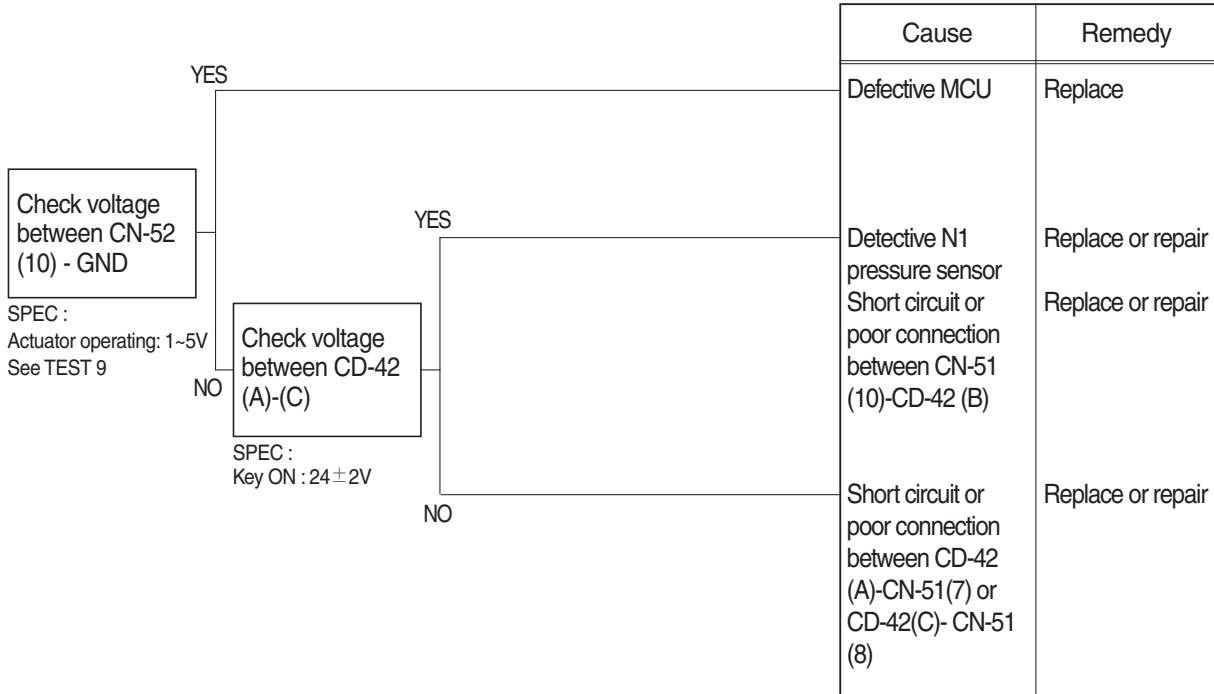 Cause Remedy
YES
Defective MCU Replace
Check voltage
between CN-52
(10) - GND
SPEC :
Actuator operating: 1~5V
See TEST 9
YES
Detective N1
pressure sensor
Replace or repair
Short circuit or
poor connection
between CN-51
(10)-CD-42 (B)
Replace or repair
NO
Check voltage
between CD-42
(A)-(C)
SPEC :
Key ON : 24±2V
NO
Short circuit or
poor connection
between CD-42
(A)-CN-51(7) or
CD-42(C)- CN-51
(8)
Replace or repair